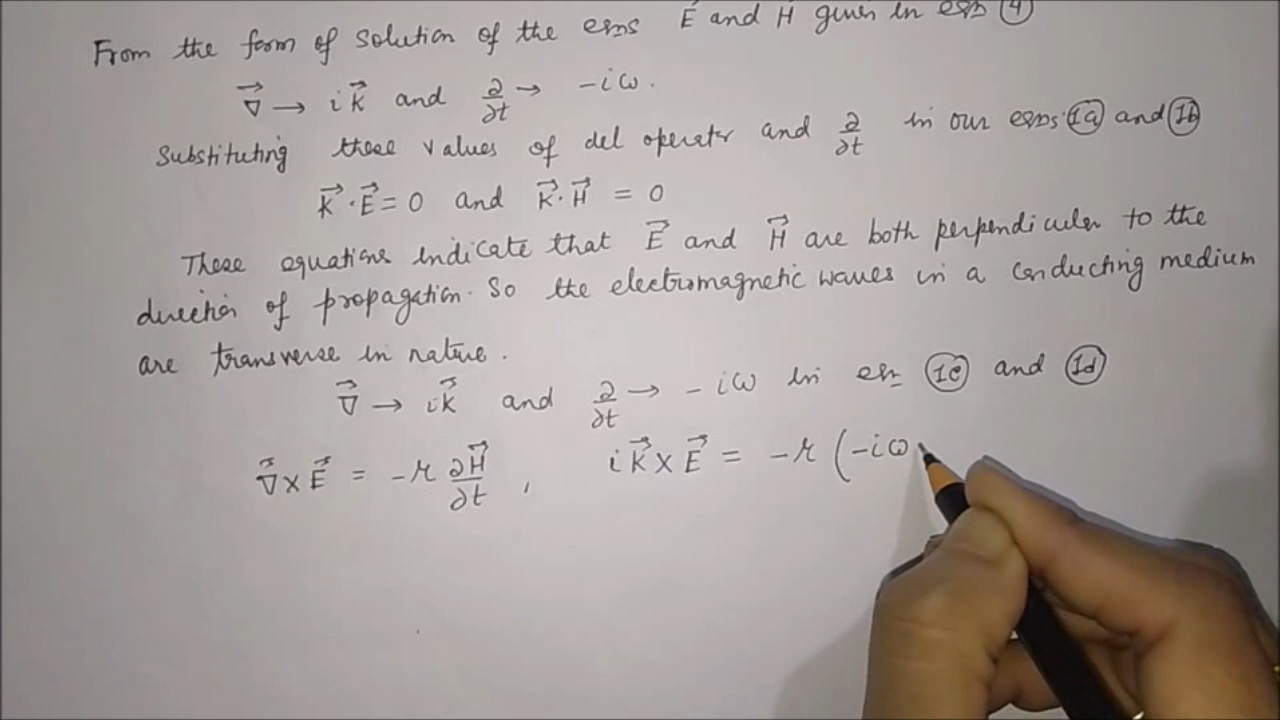 From the form of solution of the eqns E⃗ and H⃗ given in eqn ④
∇⃗ → iK⃗ and ∂/∂t → -iω.
Substituting these values of del operator and ∂/∂t in our eqns. 1a and 1b
K⃗ · E⃗ = 0 and K⃗ · H⃗ = 0
These equations indicate that E⃗ and H⃗ are both perpendicular to the
direction of propagation. So the electromagnetic waves in a conducting medium
are transverse in nature.
∇⃗ → iK⃗ and ∂/∂t → -iω in eqn 1c and 1d
∇⃗ × E⃗ = -μ ∂H⃗/∂t , iK⃗ × E⃗ = -μ (-iω